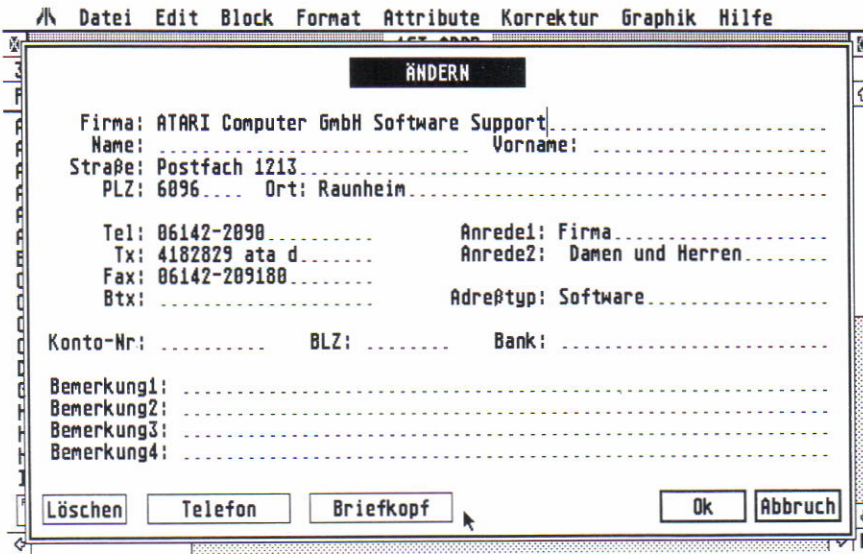 Datei Edit Block Format Attribute Korrektur Graphik Hilfe
ÄNDERN
Firma: ATARI Computer GmbH Software Support
Name: Vorname:
Straße: Postfach 1213
PLZ: 6096 Ort: Raunheim
Tel: 06142-2090 Anrede1: Firma
Tx: 4182829 ata d Anrede2: Damen und Herren
Fax: 06142-209180
Btx: Adreßtyp: Software
Konto-Nr: BLZ: Bank:
Bemerkung1:
Bemerkung2:
Bemerkung3:
Bemerkung4:
Löschen Telefon Briefkopf Ok Abbruch